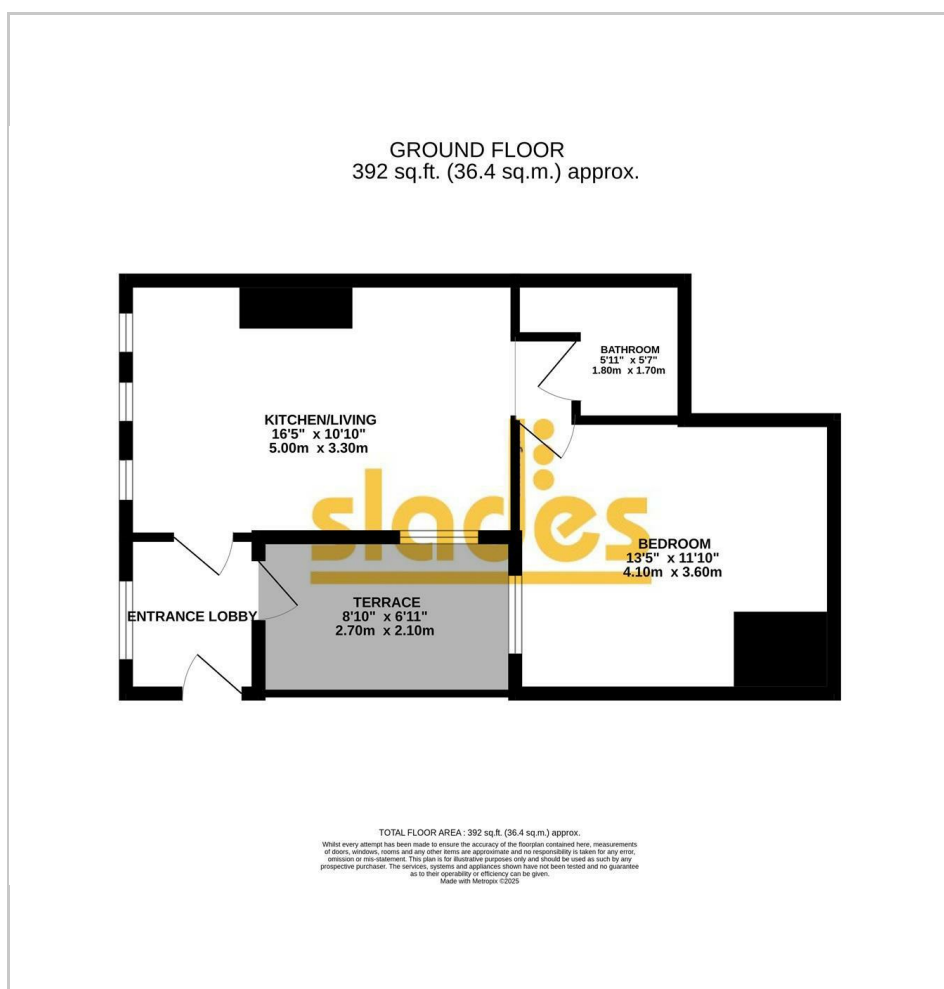 GROUND FLOOR
392 sq.ft. (36.4 sq.m.) approx.
BATHROOM
5'11" x 5'7"
1.80m x 1.70m
KITCHEN/LIVING
16'5" x 10'10"
5.00m x 3.30m
slades
BEDROOM
13'5" x 11'10"
4.10m x 3.60m
ENTRANCE LOBBY
TERRACE
8'10" x 6'11"
2.70m x 2.10m
TOTAL FLOOR AREA : 392 sq.ft. (36.4 sq.m.) approx.
Whilst every attempt has been made to ensure the accuracy of the floorplan contained here, measurements
of doors, windows, rooms and any other items are approximate and no responsibility is taken for any error,
omission or mis-statement. This plan is for illustrative purposes only and should be used as such by any
prospective purchaser. The services, systems and appliances shown have not been tested and no guarantee
as to their operability or efficiency can be given.
Made with Metropix ©2025